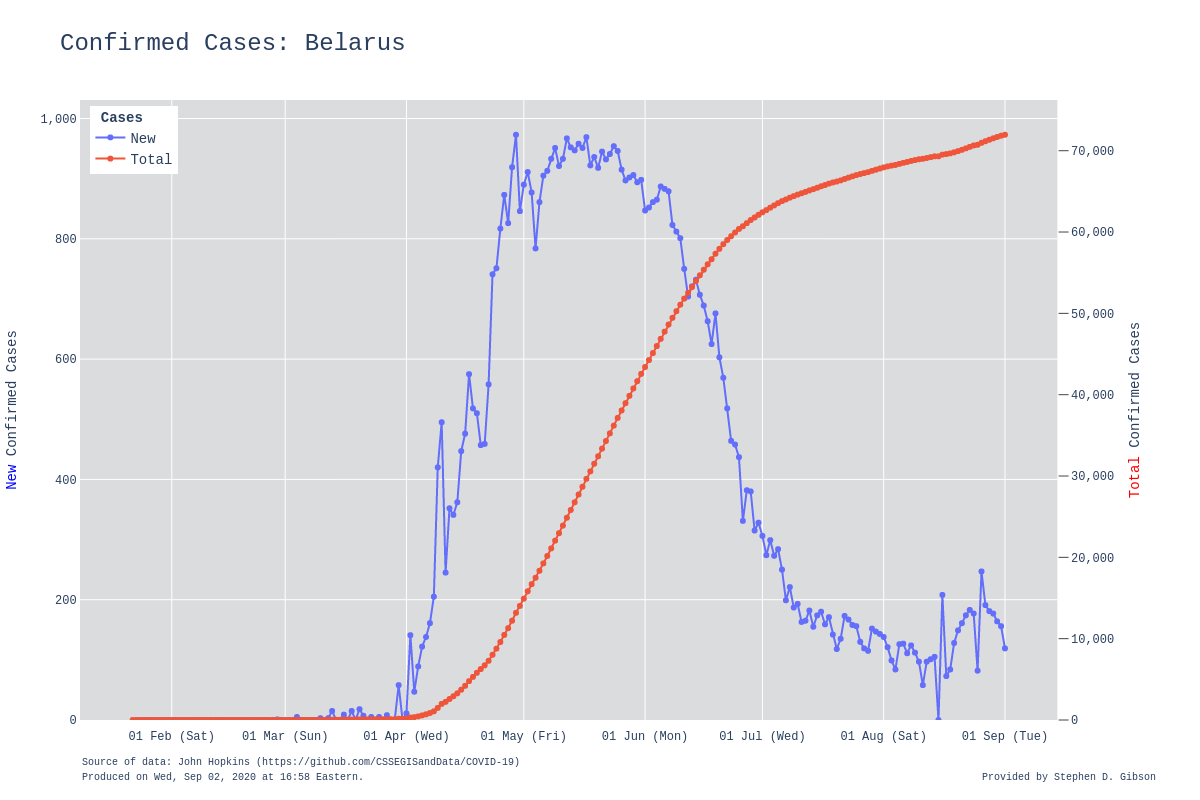 Confirmed Cases: Belarus
Cases
New
Total
1,000
800
600
400
200
0
New Confirmed Cases
70,000
60,000
50,000
40,000
30,000
20,000
10,000
0
Total Confirmed Cases
01 Feb (Sat)
01 Mar (Sun)
01 Apr (Wed)
01 May (Fri)
01 Jun (Mon)
01 Jul (Wed)
01 Aug (Sat)
01 Sep (Tue)
Source of data: John Hopkins (https://github.com/CSSEGISandData/COVID-19)
Produced on Wed, Sep 02, 2020 at 16:58 Eastern.
Provided by Stephen D. Gibson